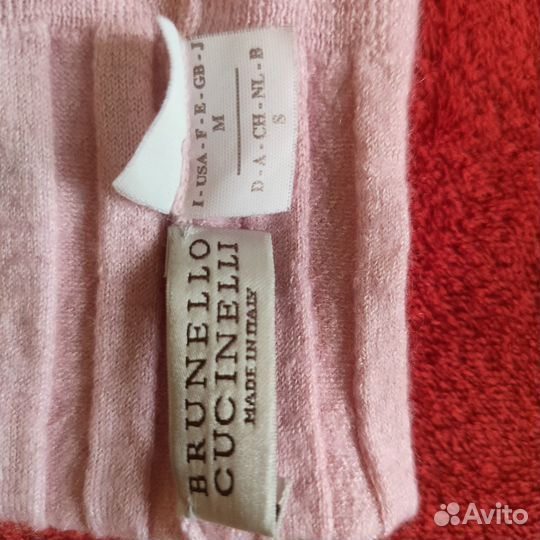 I - USA - F - E - GB - J
M
D - A - CH - NL - B
S
BRUNELLO
CUCINELLI
MADE IN ITALY
Avito